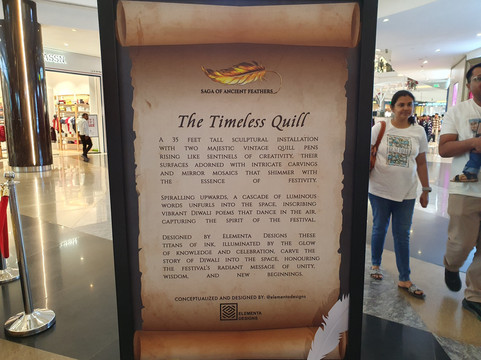 SAGA OF ANCIENT FEATHERS
The Timeless Quill
A 35 FEET TALL SCULPTURAL INSTALLATION
WITH TWO MAJESTIC VINTAGE QUILL PENS
RISING LIKE SENTINELS OF CREATIVITY, THEIR
SURFACES ADORNED WITH INTRICATE CARVINGS
AND MIRROR MOSAICS THAT SHIMMER WITH
THE ESSENCE OF FESTIVITY.
SPIRALLING UPWARDS, A CASCADE OF LUMINOUS
WORDS UNFURLS INTO THE SPACE, INSCRIBING
VIBRANT DIWALI POEMS THAT DANCE IN THE AIR,
CAPTURING THE SPIRIT OF THE FESTIVAL.
DESIGNED BY ELEMENTA DESIGNS THESE
TITANS OF INK, ILLUMINATED BY THE GLOW
OF KNOWLEDGE AND CELEBRATION, CARVE THE
STORY OF DIWALI INTO THE SPACE, HONOURING
THE FESTIVAL'S RADIANT MESSAGE OF UNITY,
WISDOM, AND NEW BEGINNINGS.
CONCEPTUALIZED AND DESIGNED BY: @elementadesigns
ELEMENTA
DESIGNS